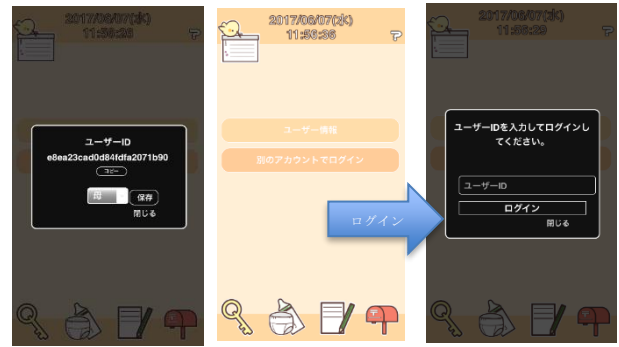 2017/06/07(水)
11:56:26
ユーザーID
e8ea23cad0d84fdfa2071b90
コピー
母
保存
閉じる
2017/06/07(水)
11:56:36
ユーザー情報
別のアカウントでログイン
ログイン
2017/06/07(水)
11:56:29
ユーザーIDを入力してログインし
てください。
ユーザーID
ログイン
閉じる